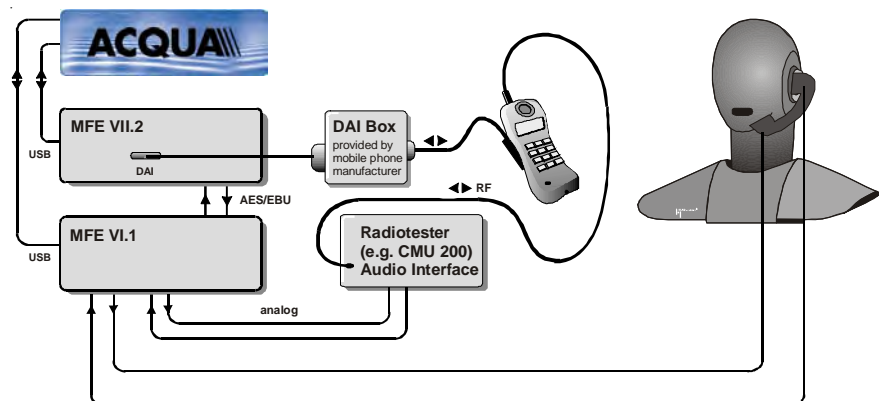 ACQUA
MFE VII.2
DAI
USB
DAI Box
provided by
mobile phone
manufacturer
RF
AES/EBU
MFE VI.1
USB
Radiotester
(e.g. CMU 200)
Audio Interface
analog